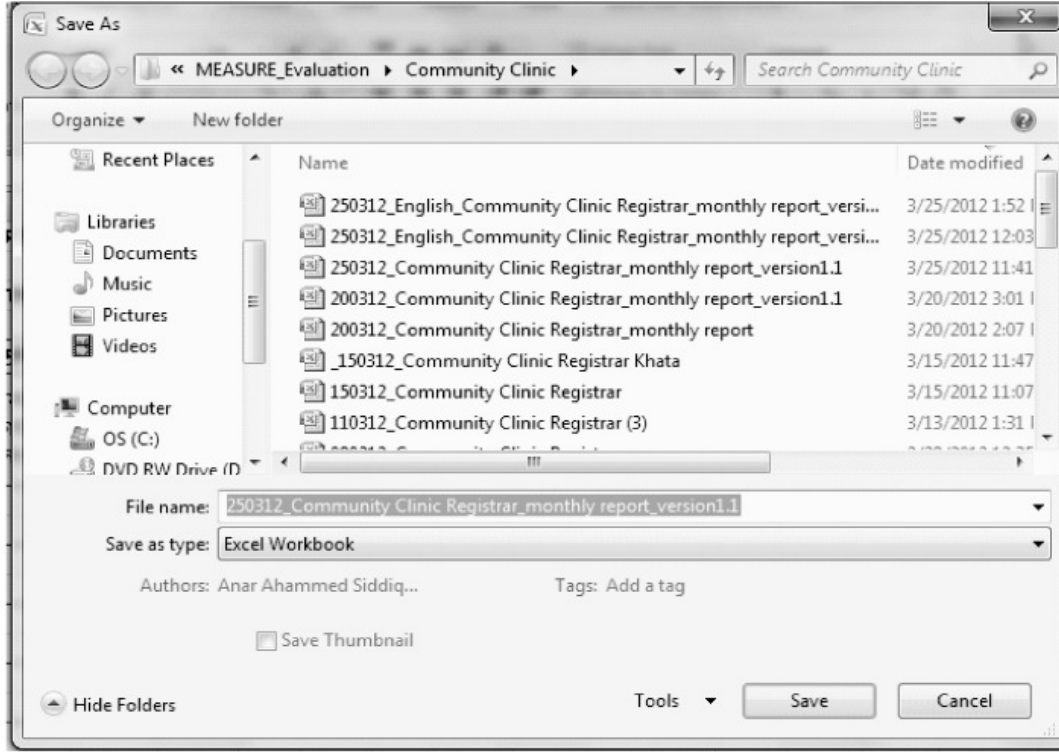 Save As
« MEASURE_Evaluation Community Clinic Search Community Clinic
Organize New folder
Recent Places
Libraries
Documents
Music
Pictures
Videos
Computer
OS (C:)
DVD RW Drive (D
Name Date modified
250312_English_Community Clinic Registrar_monthly report_versi... 3/25/2012 1:52
250312_English_Community Clinic Registrar_monthly report_versi... 3/25/2012 12:03
250312_Community Clinic Registrar_monthly report_version1.1 3/25/2012 11:41
200312_Community Clinic Registrar_monthly report_version1.1 3/20/2012 3:01
200312_Community Clinic Registrar_monthly report 3/20/2012 2:07
_150312_Community Clinic Registrar Khata 3/15/2012 11:47
150312_Community Clinic Registrar 3/15/2012 11:07
110312_Community Clinic Registrar (3) 3/13/2012 1:31
File name: 250312_Community Clinic Registrar_monthly report_version1.1
Save as type: Excel Workbook
Authors: Anar Ahammed Siddiq... Tags: Add a tag
Save Thumbnail
Hide Folders Tools Save Cancel